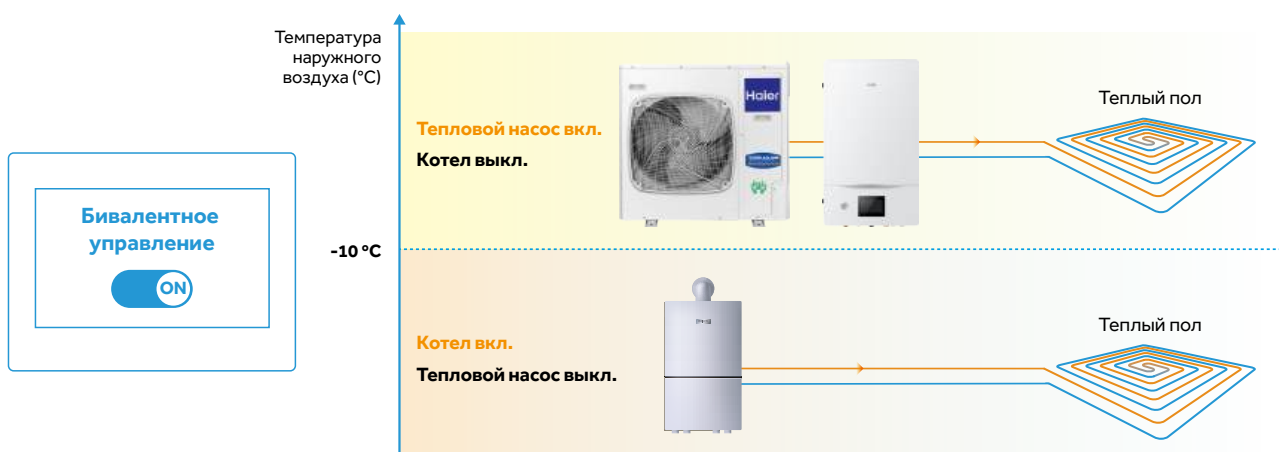 Температура
наружного
воздуха (°C)
Haier
Теплый пол
Тепловой насос вкл.
Котел выкл.
Бивалентное
управление
ON
-10 °C
Теплый пол
Котел вкл.
Тепловой насос выкл.